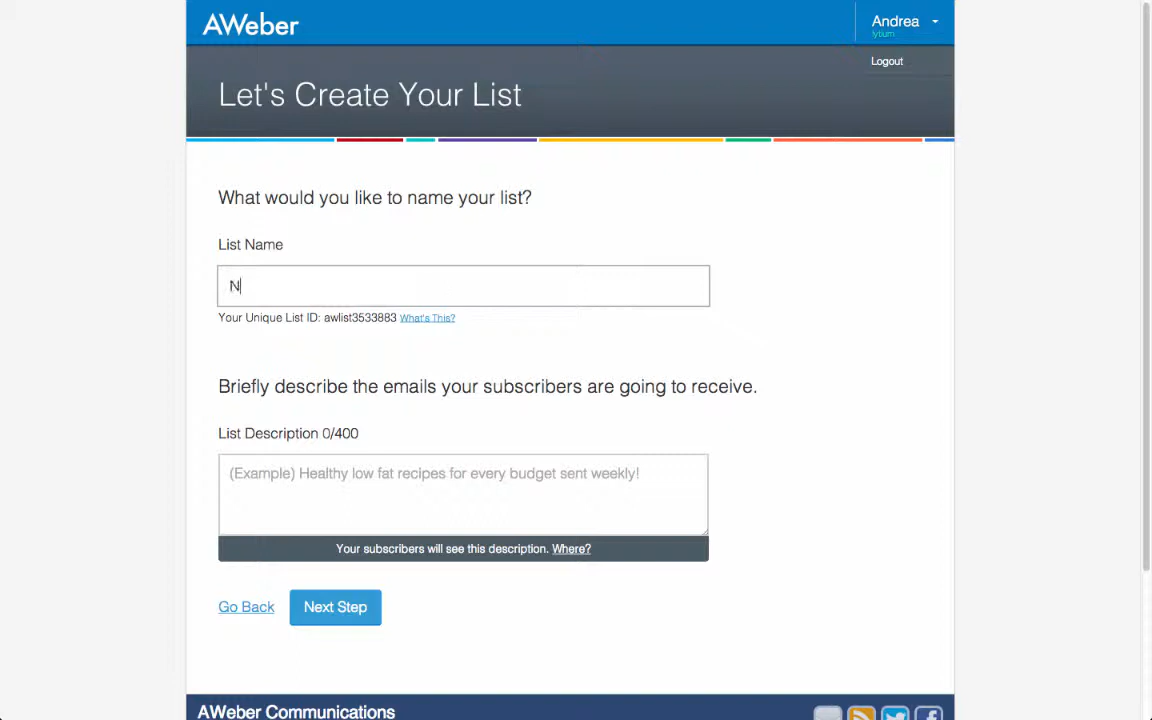 AWeber
Andrea
lytium
Logout
Let's Create Your List
What would you like to name your list?
List Name
N
Your Unique List ID: awlist3533883 What's This?
Briefly describe the emails your subscribers are going to receive.
List Description 0/400
(Example) Healthy low fat recipes for every budget sent weekly!
Your subscribers will see this description. Where?
Go Back
Next Step
AWeber Communications